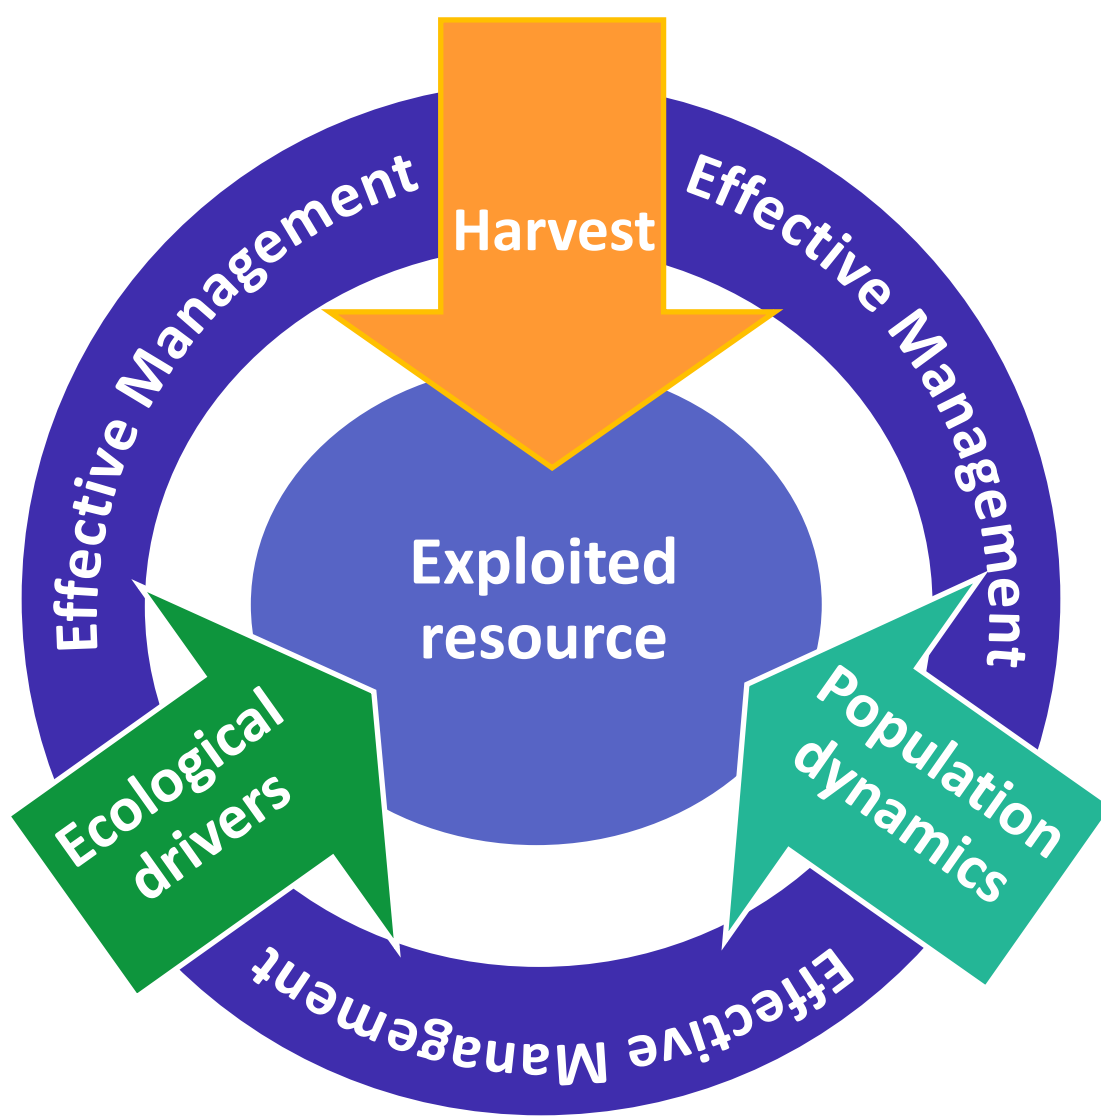 Harvest
Effective Management
Effective Management
Exploited
resource
Ecological
drivers
Population
dynamics
Effective Management